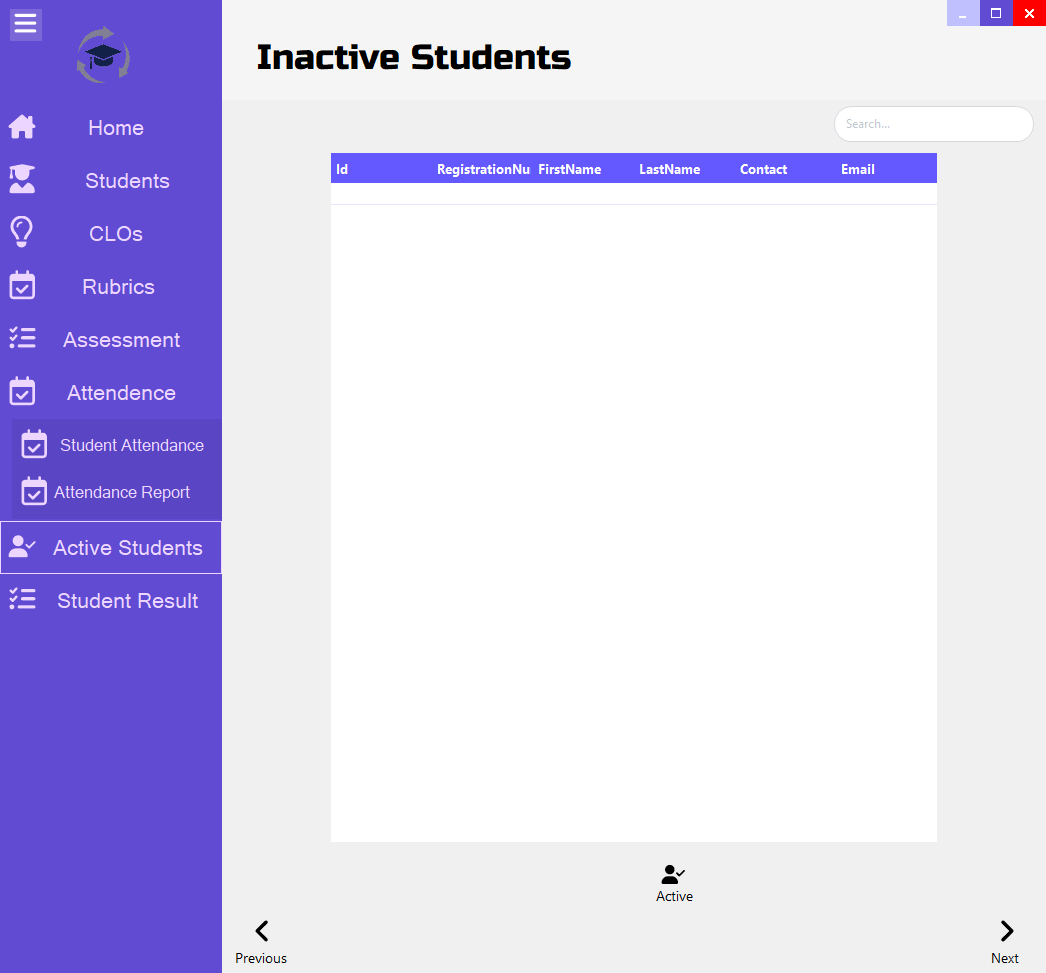 Inactive Students
Home
Students
CLOs
Rubrics
Assessment
Attendence
Student Attendance
Attendance Report
Active Students
Student Result
Search...
Id RegistrationNu FirstName LastName Contact Email
Active
Previous
Next